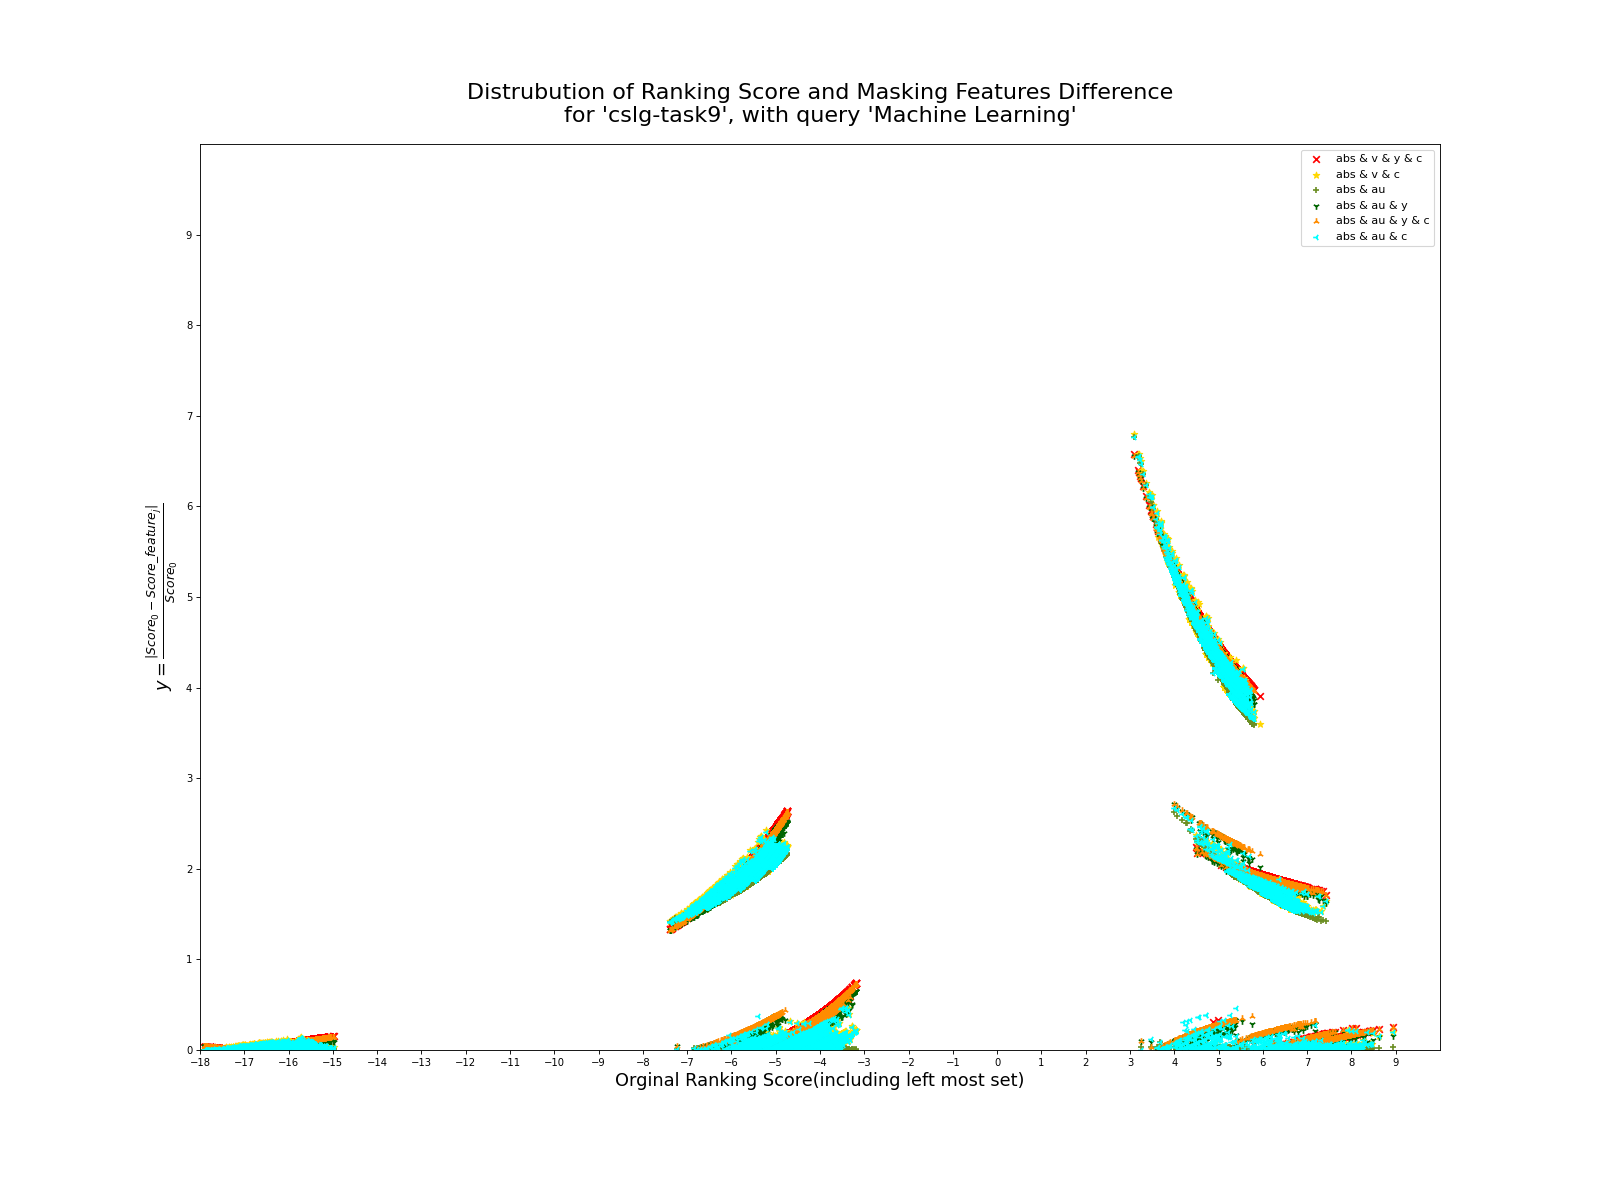 Distrubution of Ranking Score and Masking Features Difference
for 'cslg-task9', with query 'Machine Learning'
abs & v & y & c
abs & v & c
abs & au
abs & au & y
abs & au & y & c
abs & au & c
y = |Score₀ − Score_featureⱼ| / Score₀
9
8
7
6
5
4
3
2
1
0
−18 −17 −16 −15 −14 −13 −12 −11 −10 −9 −8 −7 −6 −5 −4 −3 −2 −1 0 1 2 3 4 5 6 7 8 9
Orginal Ranking Score(including left most set)